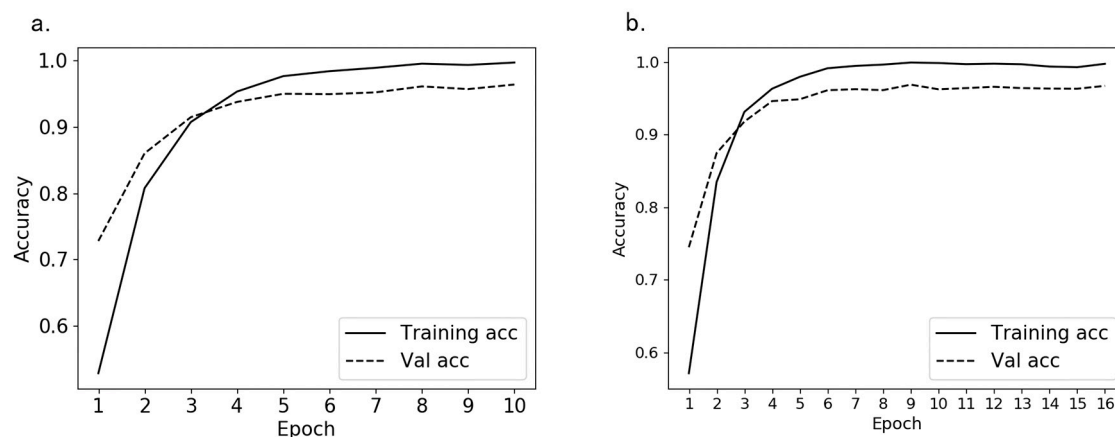 a.
1.0
0.9
0.8
0.7
0.6
Accuracy
Training acc
Val acc
1 2 3 4 5 6 7 8 9 10
Epoch
b.
1.0
0.9
0.8
0.7
0.6
Accuracy
Training acc
Val acc
1 2 3 4 5 6 7 8 9 10 11 12 13 14 15 16
Epoch